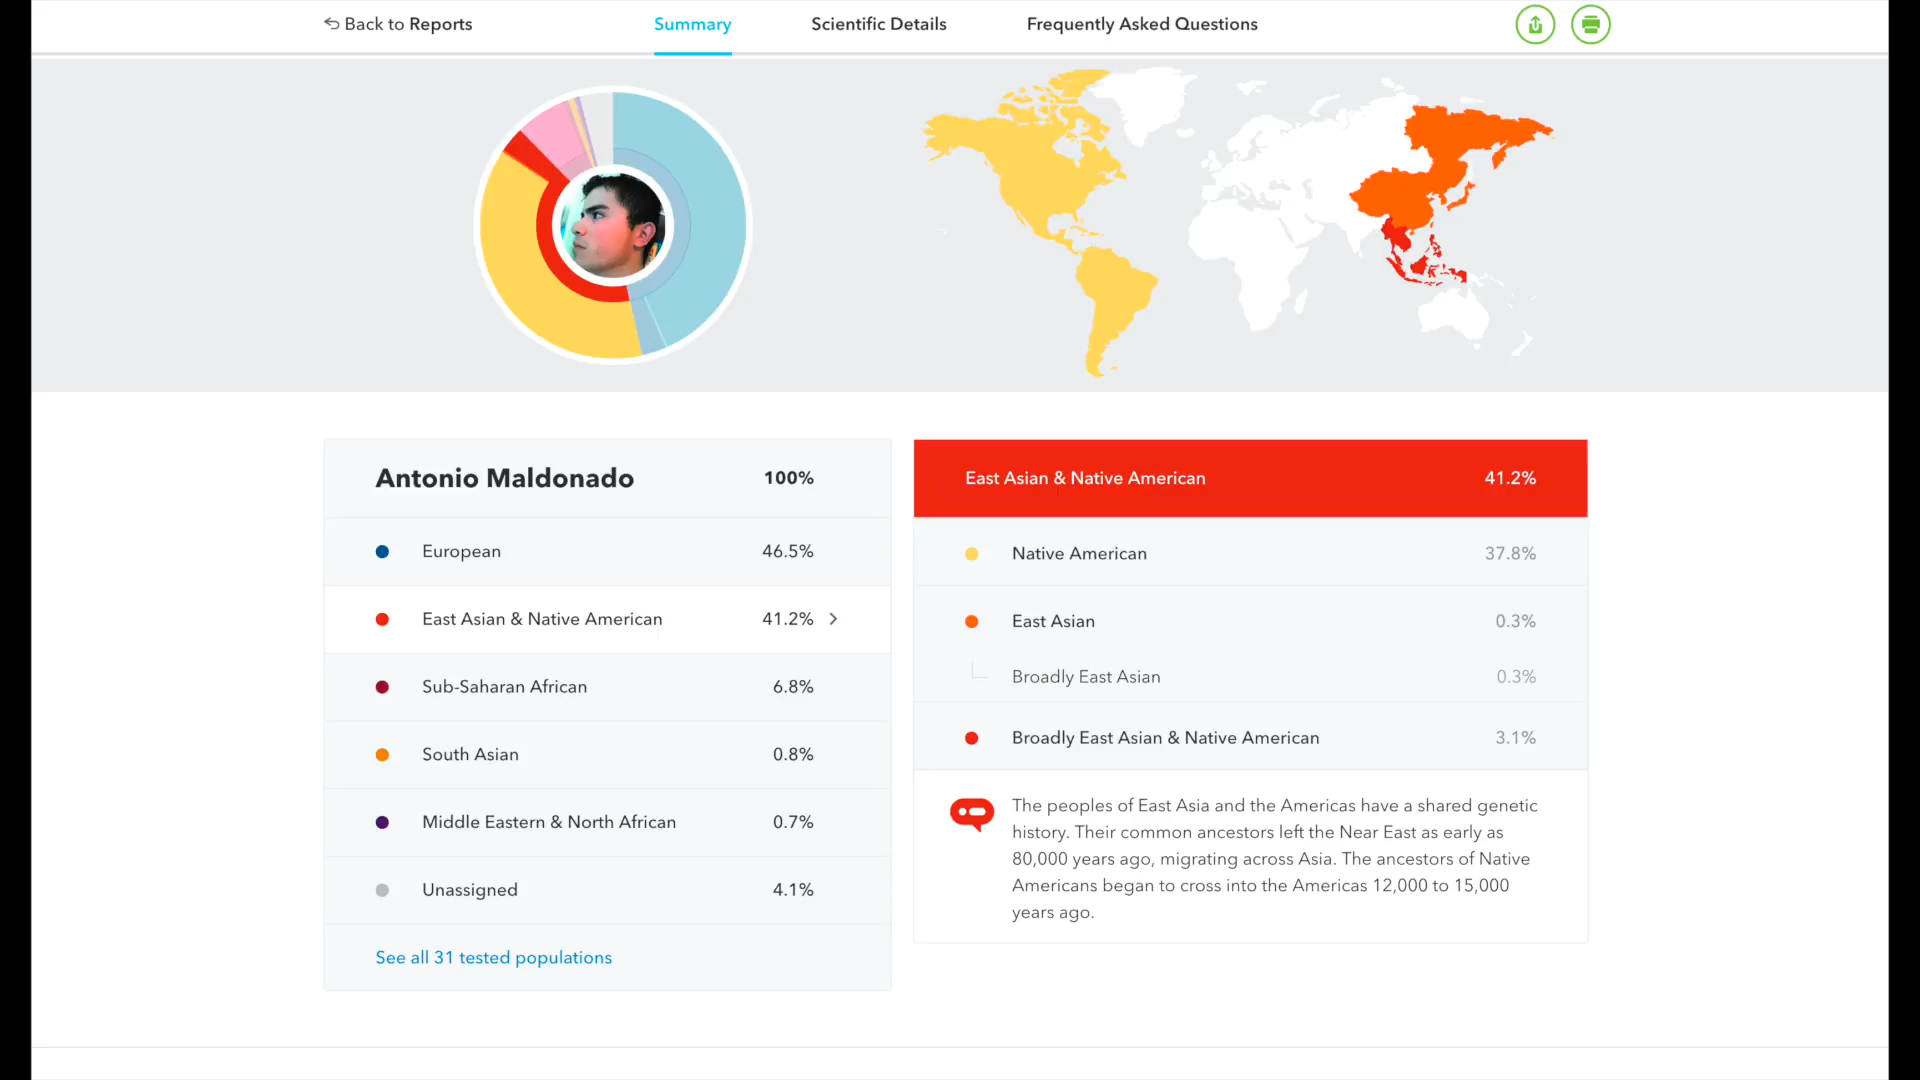 Back to Reports
Summary
Scientific Details
Frequently Asked Questions
Antonio Maldonado 100%
European 46.5%
East Asian & Native American 41.2%
Sub-Saharan African 6.8%
South Asian 0.8%
Middle Eastern & North African 0.7%
Unassigned 4.1%
See all 31 tested populations
East Asian & Native American 41.2%
Native American 37.8%
East Asian 0.3%
Broadly East Asian 0.3%
Broadly East Asian & Native American 3.1%
The peoples of East Asia and the Americas have a shared genetic
history. Their common ancestors left the Near East as early as
80,000 years ago, migrating across Asia. The ancestors of Native
Americans began to cross into the Americas 12,000 to 15,000
years ago.